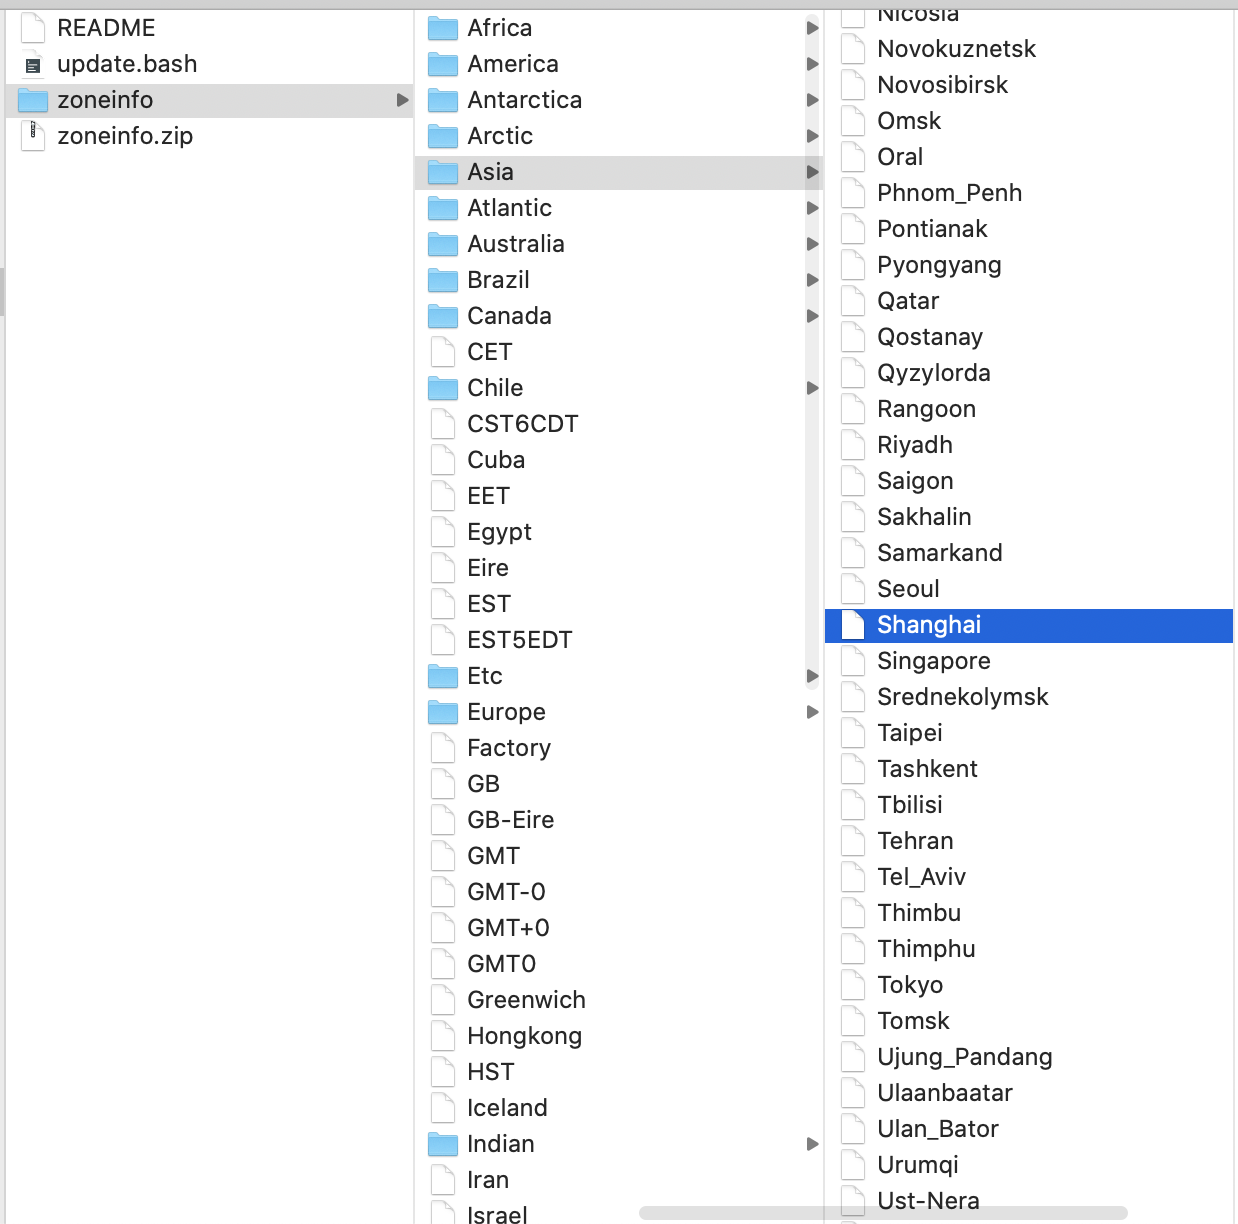 README
update.bash
zoneinfo
zoneinfo.zip
Africa
America
Antarctica
Arctic
Asia
Atlantic
Australia
Brazil
Canada
CET
Chile
CST6CDT
Cuba
EET
Egypt
Eire
EST
EST5EDT
Etc
Europe
Factory
GB
GB-Eire
GMT
GMT-0
GMT+0
GMT0
Greenwich
Hongkong
HST
Iceland
Indian
Iran
Israel
Nicosia
Novokuznetsk
Novosibirsk
Omsk
Oral
Phnom_Penh
Pontianak
Pyongyang
Qatar
Qostanay
Qyzylorda
Rangoon
Riyadh
Saigon
Sakhalin
Samarkand
Seoul
Shanghai
Singapore
Srednekolymsk
Taipei
Tashkent
Tbilisi
Tehran
Tel_Aviv
Thimbu
Thimphu
Tokyo
Tomsk
Ujung_Pandang
Ulaanbaatar
Ulan_Bator
Urumqi
Ust-Nera